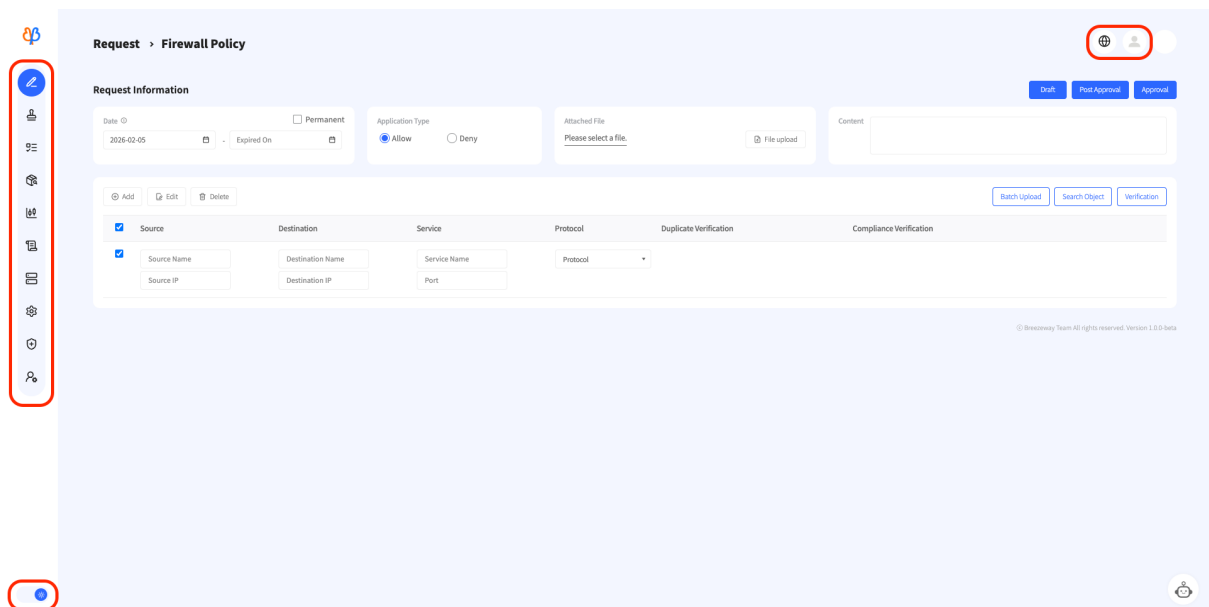 Request > Firewall Policy
Request Information
Draft
Post Approval
Approval
Date
Permanent
2026-02-05 - Expired On
Application Type
Allow
Deny
Attached File
Please select a file.
File upload
Content
Add
Edit
Delete
Batch Upload
Search Object
Verification
Source Destination Service Protocol Duplicate Verification Compliance Verification
Source Name Destination Name Service Name Protocol
Source IP Destination IP Port
ⓒ Breezeway Team All rights reserved. Version 1.0.0-beta